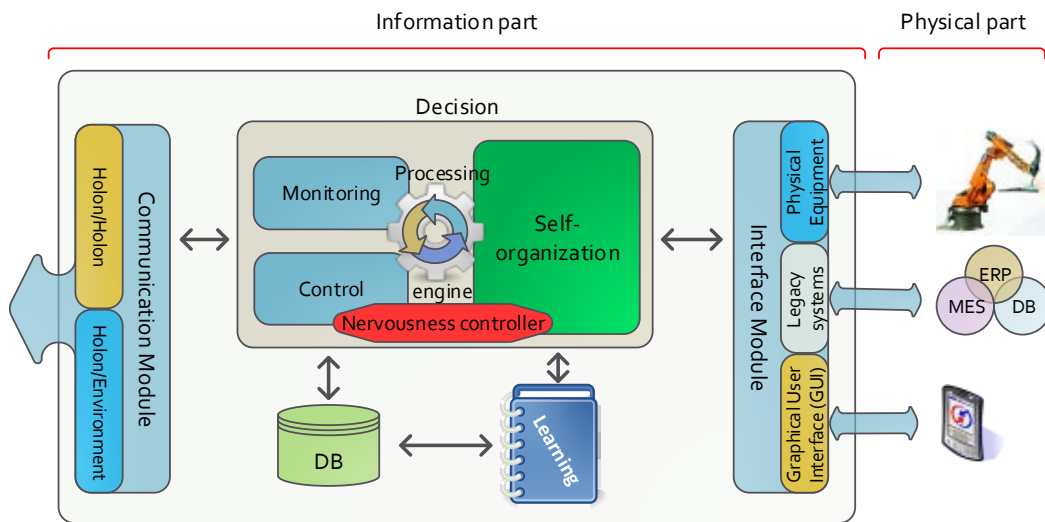 Information part
Physical part
Decision
Holon/Holon
Holon/Environment
Communication Module
Monitoring
Processing
engine
Control
Self-
organization
Nervousness controller
DB
Learning
Interface Module
Physical
Equipment
Legacy
systems
Graphical User
Interface (GUI)
ERP
MES
DB